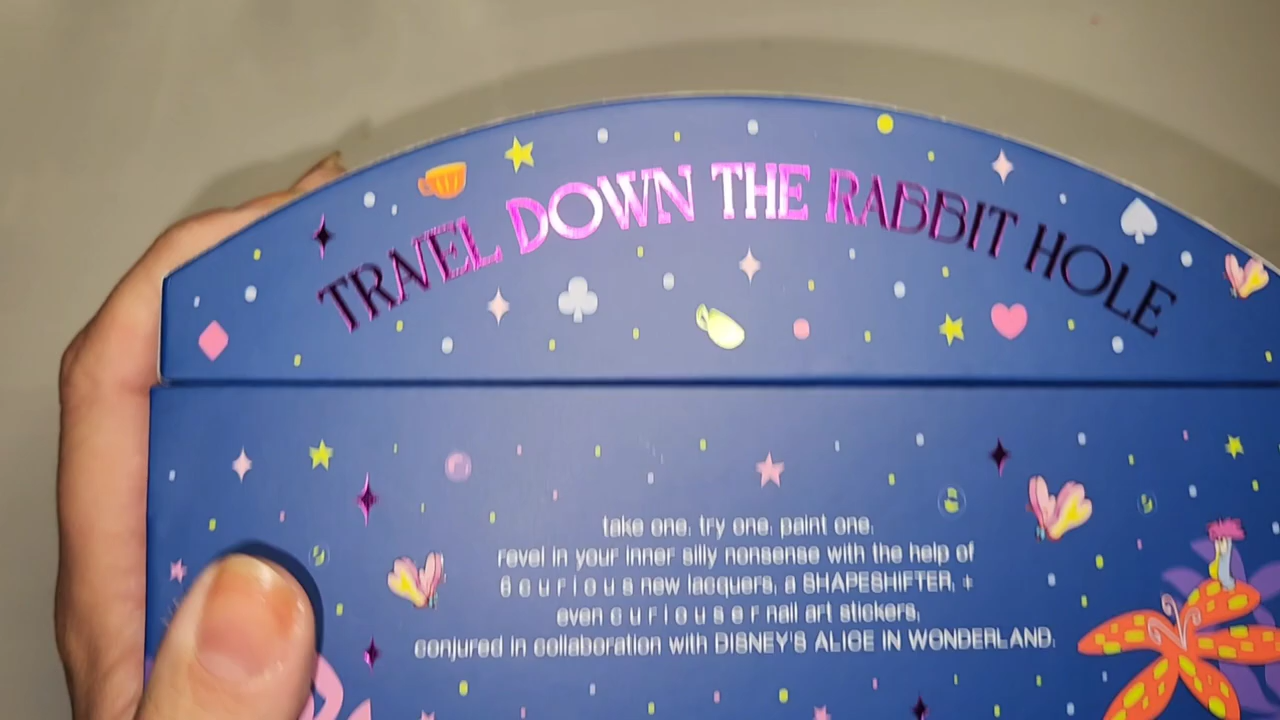 TRAVEL DOWN THE RABBIT HOLE
take one, try one, paint one,
revel in your inner silly nonsense with the help of
6 c u r i o u s new lacquers, a SHAPESHIFTER, +
even c u r i o u s e r nail art stickers,
conjured in collaboration with DISNEY'S ALICE IN WONDERLAND.